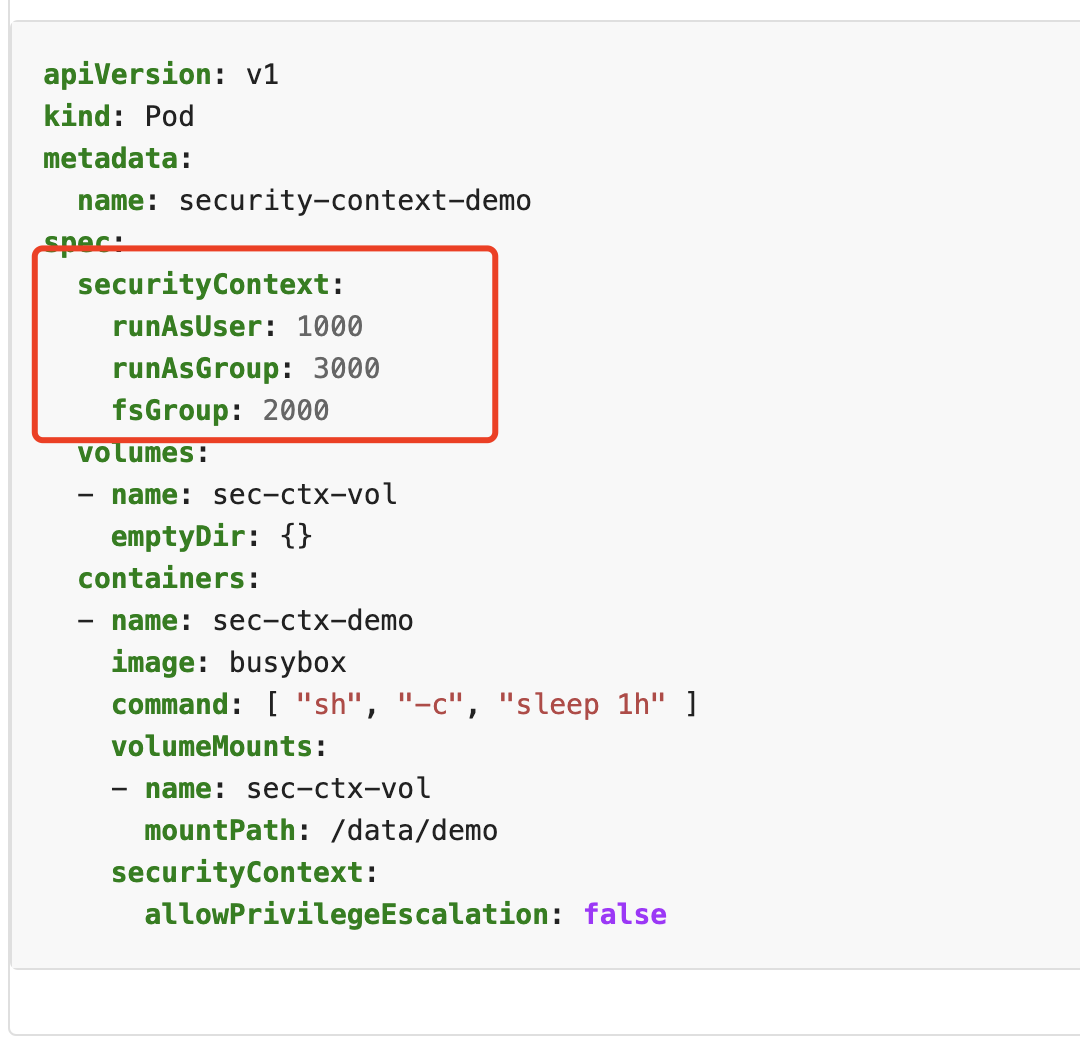 apiVersion: v1
kind: Pod
metadata:
  name: security-context-demo
spec:
  securityContext:
    runAsUser: 1000
    runAsGroup: 3000
    fsGroup: 2000
  volumes:
  - name: sec-ctx-vol
    emptyDir: {}
  containers:
  - name: sec-ctx-demo
    image: busybox
    command: [ "sh", "-c", "sleep 1h" ]
    volumeMounts:
    - name: sec-ctx-vol
      mountPath: /data/demo
    securityContext:
      allowPrivilegeEscalation: false